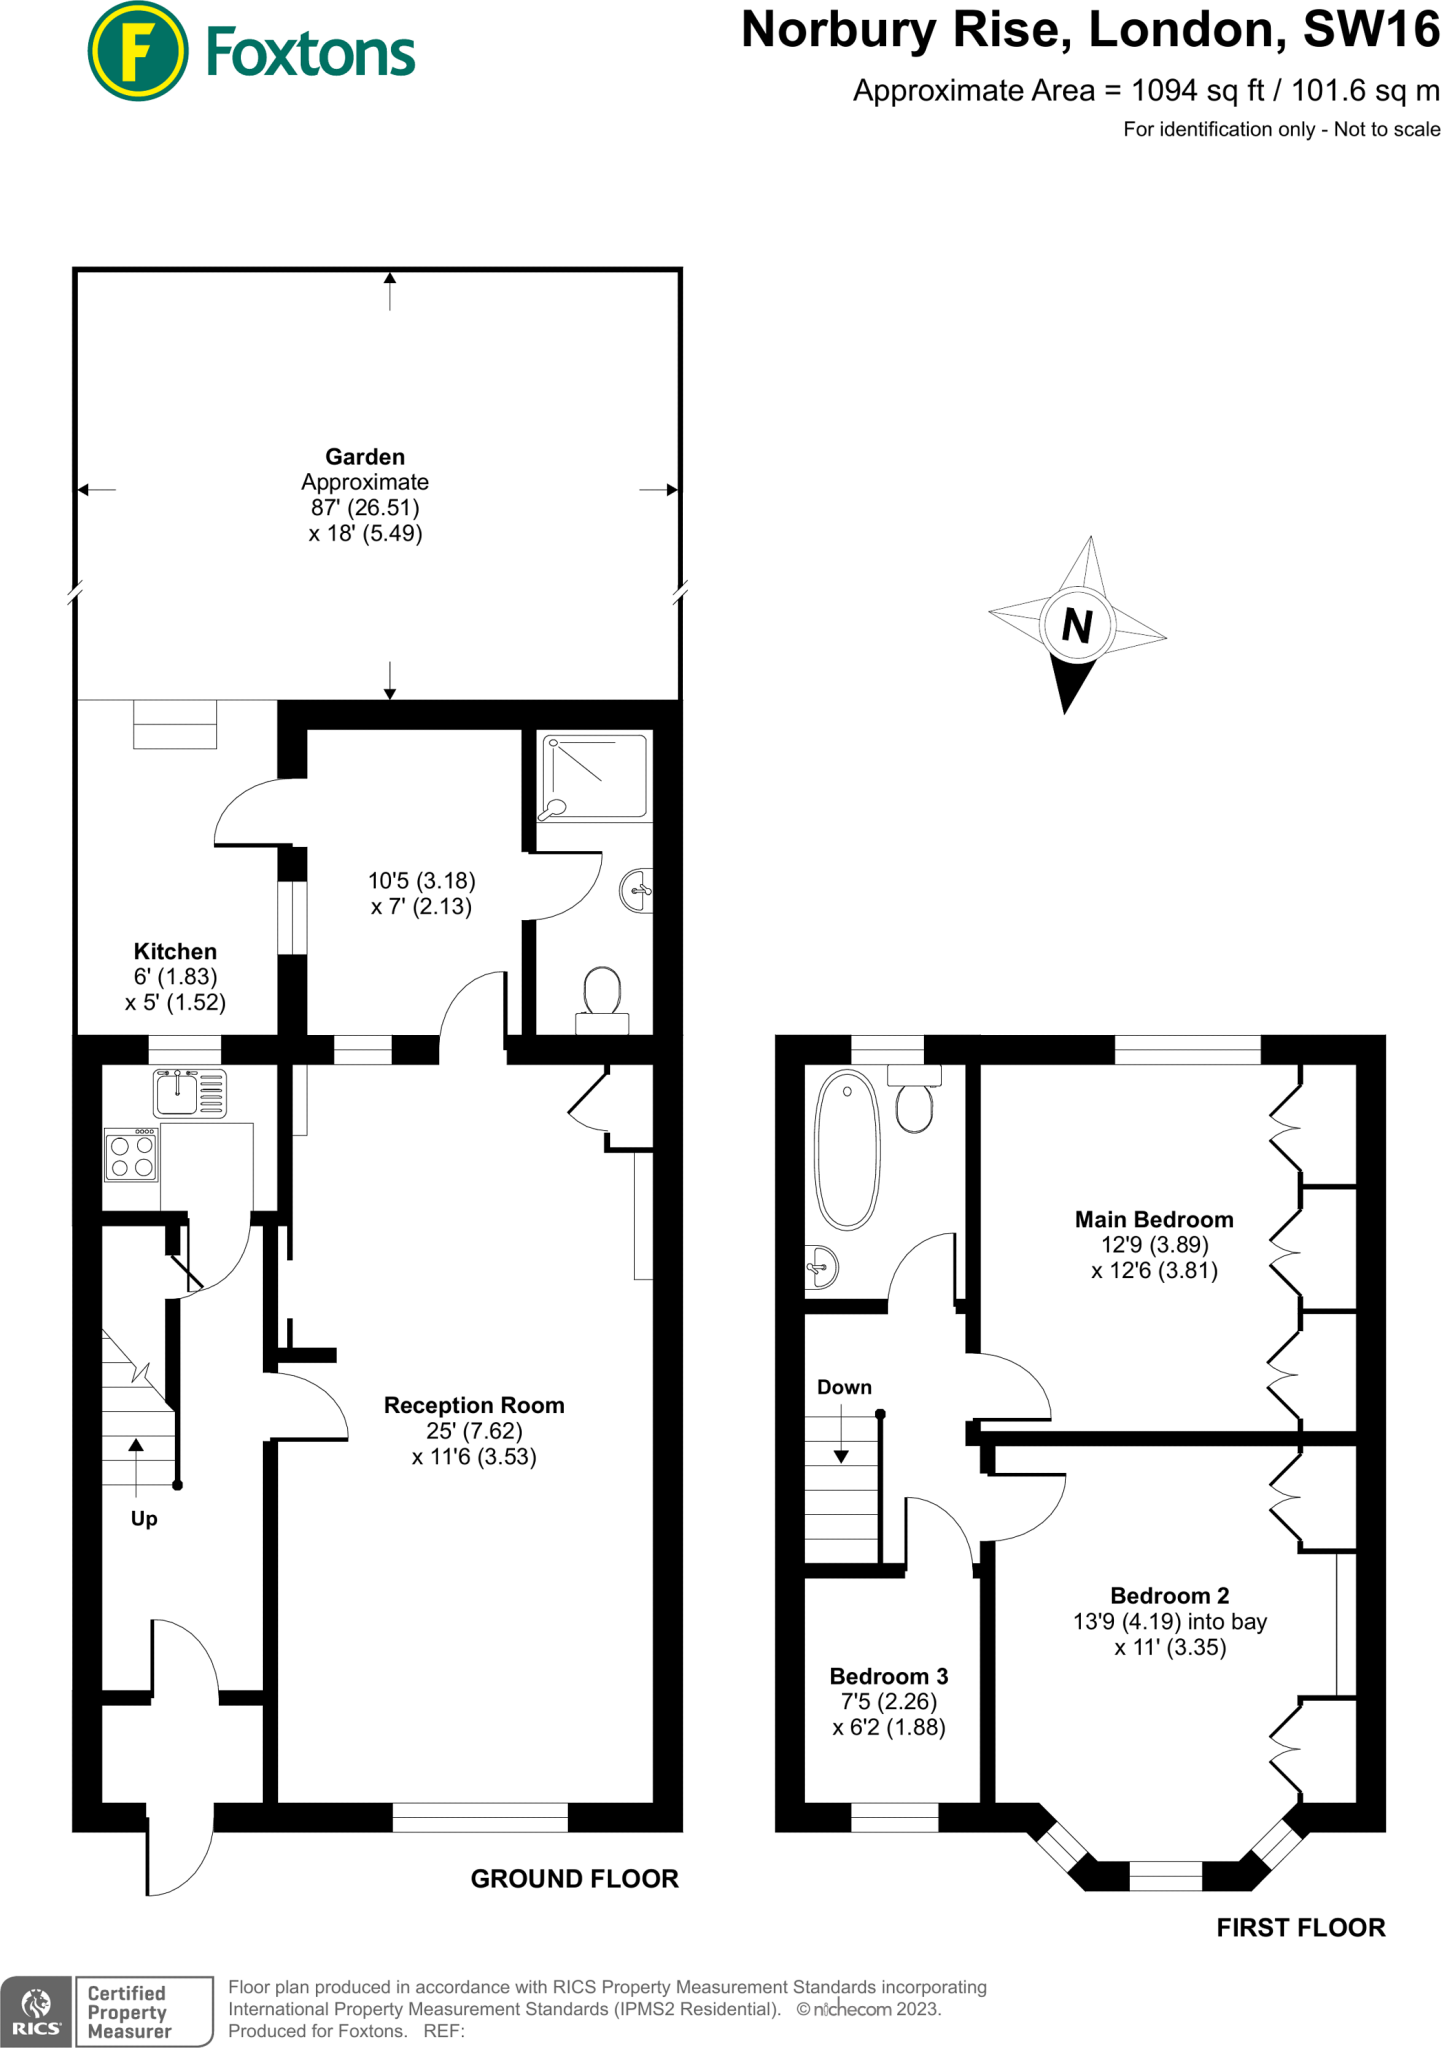 F Foxtons
Norbury Rise, London, SW16
Approximate Area = 1094 sq ft / 101.6 sq m
For identification only - Not to scale
Garden
Approximate
87' (26.51)
x 18' (5.49)
N
10'5 (3.18)
x 7' (2.13)
Kitchen
6' (1.83)
x 5' (1.52)
Reception Room
25' (7.62)
x 11'6 (3.53)
Up
GROUND FLOOR
Main Bedroom
12'9 (3.89)
x 12'6 (3.81)
Down
Bedroom 2
13'9 (4.19) into bay
x 11' (3.35)
Bedroom 3
7'5 (2.26)
x 6'2 (1.88)
FIRST FLOOR
RICS
Certified
Property
Measurer
Floor plan produced in accordance with RICS Property Measurement Standards incorporating
International Property Measurement Standards (IPMS2 Residential). © nichecom 2023.
Produced for Foxtons. REF: